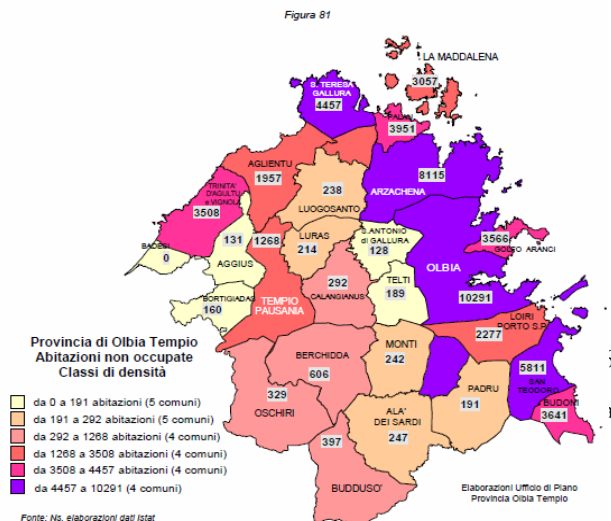 Figura 81
LA MADDALENA
3057
S. TERESA
GALLURA
4457
PALAU
3951
AGLIENTU
1957
8115
ARZACHENA
238
LUOGOSANTO
TRINITA'
D'AGULTU
e VIGNOLA
3508
131
AGGIUS
1268
LURAS
214
S.ANTONIO
di GALLURA
128
3566
GOLFO ARANCI
BADESI
0
OLBIA
292
CALANGIANUS
TELTI
189
10291
BORTIGIADAS
160
TEMPIO
PAUSANIA
LOIRI
PORTO S.P.
2277
MONTI
242
BERCHIDDA
606
5811
SAN
TEODORO
PADRU
191
BUDONI
3641
329
OSCHIRI
ALA'
DEI SARDI
247
397
BUDDUSO'
Provincia di Olbia Tempio
Abitazioni non occupate
Classi di densità
da 0 a 191 abitazioni (5 comuni)
da 191 a 292 abitazioni (5 comuni)
da 292 a 1268 abitazioni (4 comuni)
da 1268 a 3508 abitazioni (4 comuni)
da 3508 a 4457 abitazioni (4 comuni)
da 4457 a 10291 (4 comuni)
Elaborazioni Ufficio di Piano
Provincia Olbia Tempio
Fonte: Ns. elaborazioni dati Istat